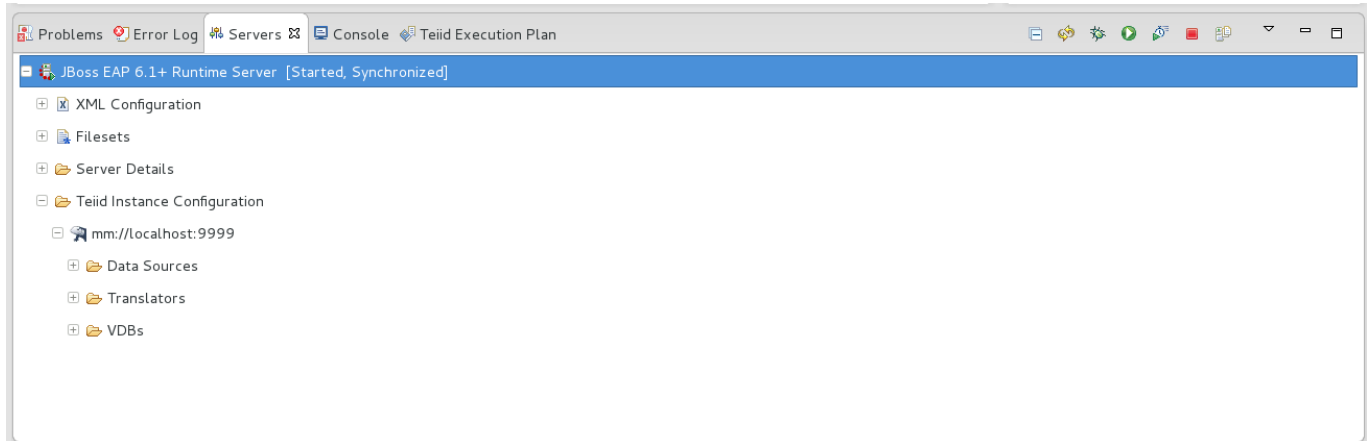 Problems Error Log Servers Console Teiid Execution Plan
JBoss EAP 6.1+ Runtime Server [Started, Synchronized]
XML Configuration
Filesets
Server Details
Teiid Instance Configuration
mm://localhost:9999
Data Sources
Translators
VDBs